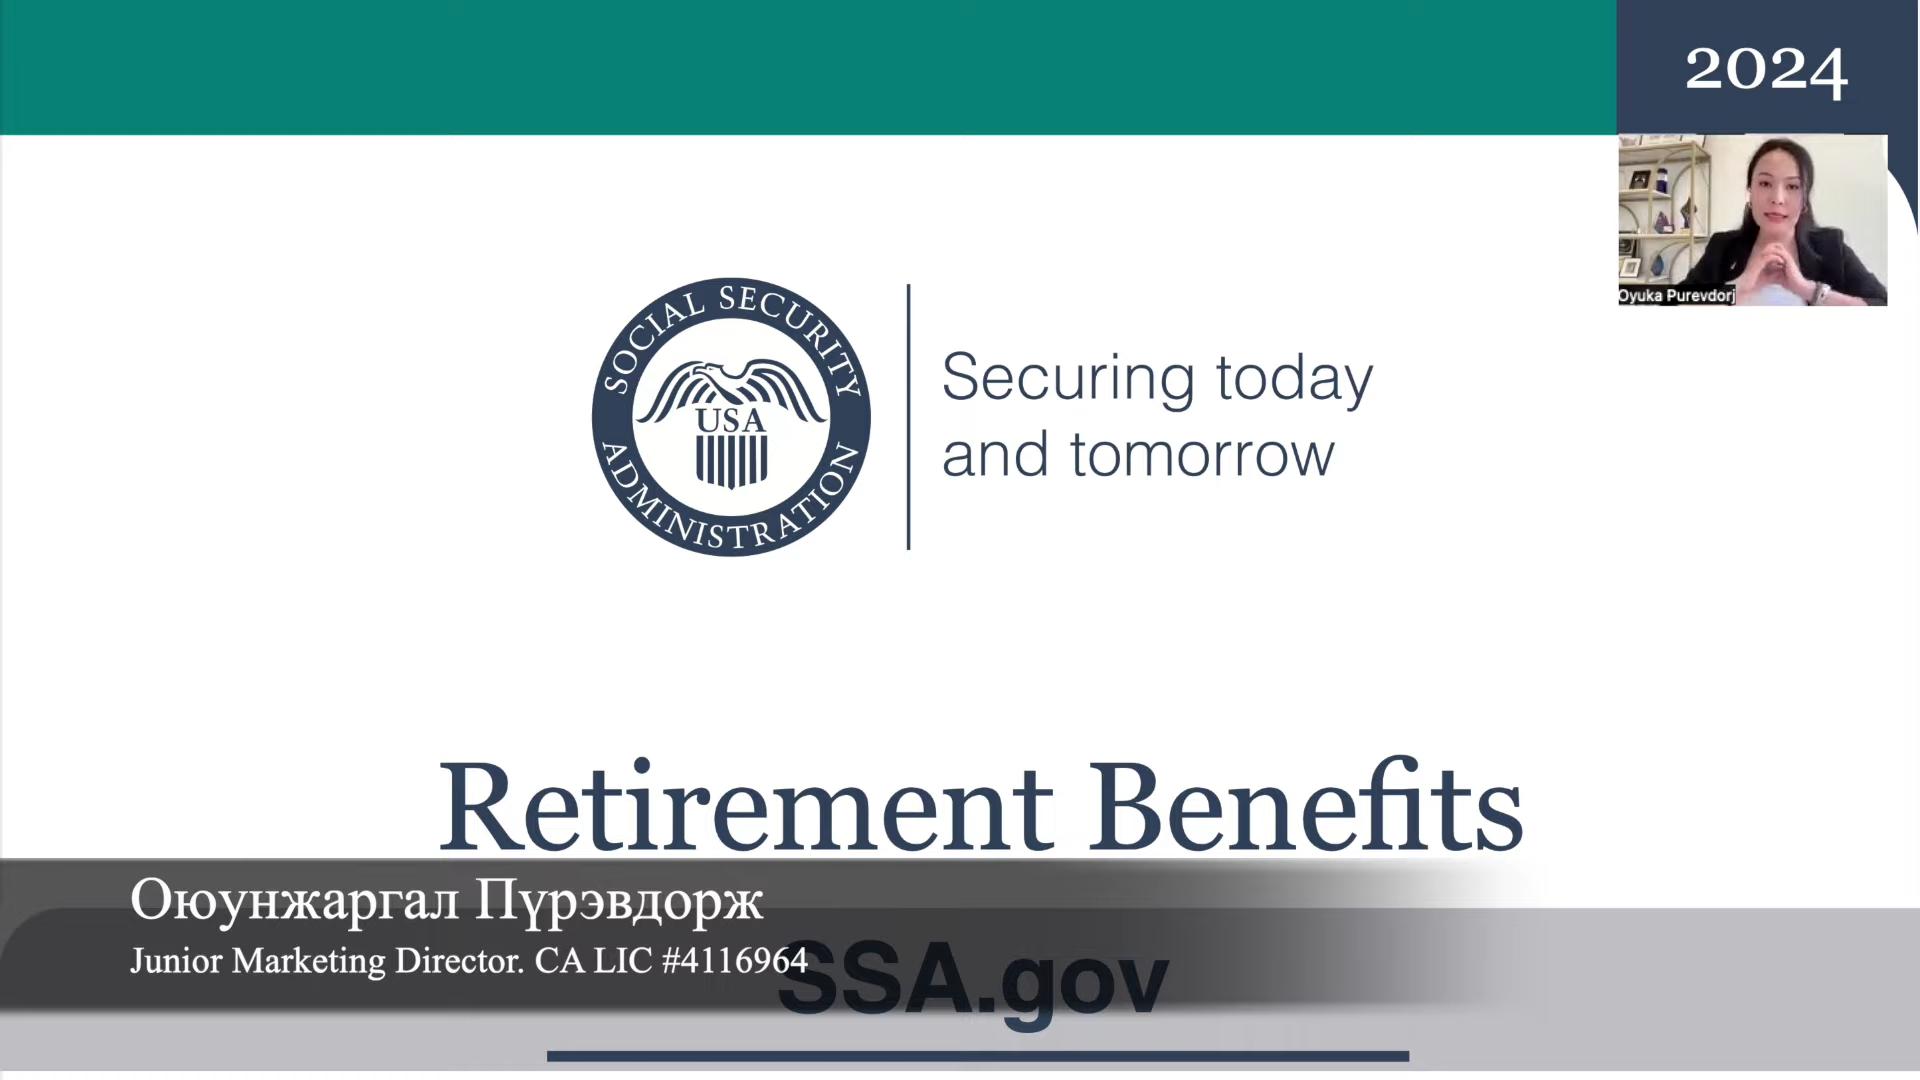 2024
Oyuka Purevdorj
SOCIAL SECURITY
USA
ADMINISTRATION
Securing today
and tomorrow
Retirement Benefits
Оюунжаргал Пүрэвдорж
Junior Marketing Director. CA LIC #4116964
SSA.gov